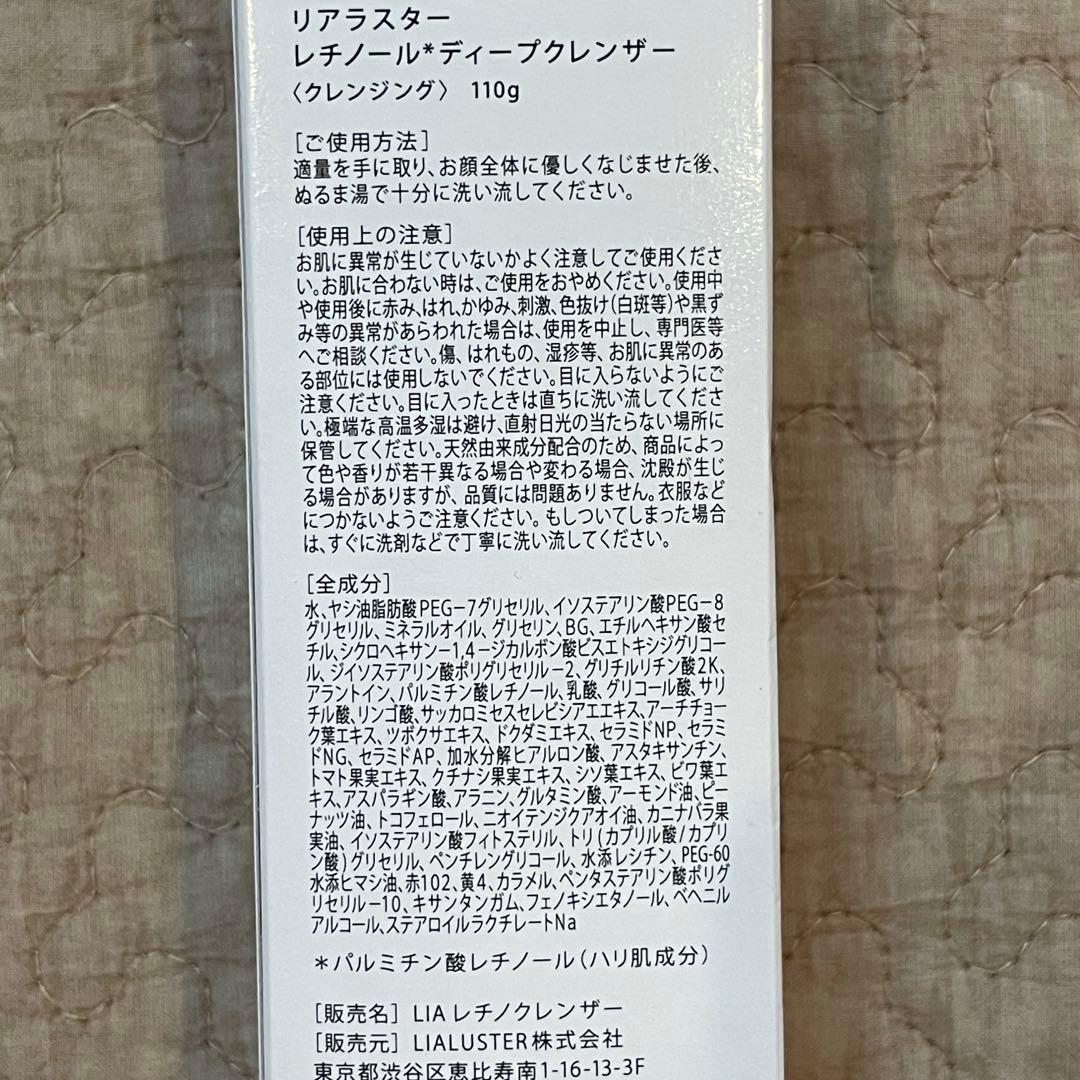 リアラスター
レチノール*ディープクレンザー
〈クレンジング〉 110g
［ご使用方法］
適量を手に取り、お顔全体に優しくなじませた後、
ぬるま湯で十分に洗い流してください。
［使用上の注意］
お肌に異常が生じていないかよく注意してご使用くださ
い。お肌に合わない時は、ご使用をおやめください。使用中
や使用後に赤み、はれ、かゆみ、刺激、色抜け（白斑等）や黒ず
み等の異常があらわれた場合は、使用を中止し、専門医等
へご相談ください。傷、はれもの、湿疹等、お肌に異常のあ
る部位には使用しないでください。目に入らないようにご
注意ください。目に入ったときは直ちに洗い流してくださ
い。極端な高温多湿は避け、直射日光の当たらない場所に
保管してください。天然由来成分配合のため、商品によっ
て色や香りが若干異なる場合や変わる場合、沈殿が生じ
る場合がありますが、品質には問題ありません。衣服など
につかないようご注意ください。もしついてしまった場合
は、すぐに洗剤などで丁寧に洗い流してください。
［全成分］
水、ヤシ油脂肪酸PEG－7グリセリル、イソステアリン酸PEG－8
グリセリル、ミネラルオイル、グリセリン、BG、エチルヘキサン酸セ
チル、シクロヘキサン－1,4－ジカルボン酸ビスエトキシジグリコー
ル、ジイソステアリン酸ポリグリセリル－2、グリチルリチン酸2K、
アラントイン、パルミチン酸レチノール、乳酸、グリコール酸、サリ
チル酸、リンゴ酸、サッカロミセスセレビシアエエキス、アーチチョー
ク葉エキス、ツボクサエキス、ドクダミエキス、セラミドNP、セラミ
ドNG、セラミドAP、加水分解ヒアルロン酸、アスタキサンチン、
トマト果実エキス、クチナシ果実エキス、シソ葉エキス、ビワ葉エ
キス、アスパラギン酸、アラニン、グルタミン酸、アーモンド油、ピー
ナッツ油、トコフェロール、ニオイテンジクアオイ油、カニナバラ果
実油、イソステアリン酸フィトステリル、トリ（カプリル酸/カプリ
ン酸）グリセリル、ペンチレングリコール、水添レシチン、PEG-60
水添ヒマシ油、赤102、黄4、カラメル、ペンタステアリン酸ポリグ
リセリル－10、キサンタンガム、フェノキシエタノール、ベヘニル
アルコール、ステアロイルラクチレートNa
＊パルミチン酸レチノール（ハリ肌成分）
［販売名］LIAレチノクレンザー
［販売元］LIALUSTER株式会社
東京都渋谷区恵比寿南1-16-13-3F